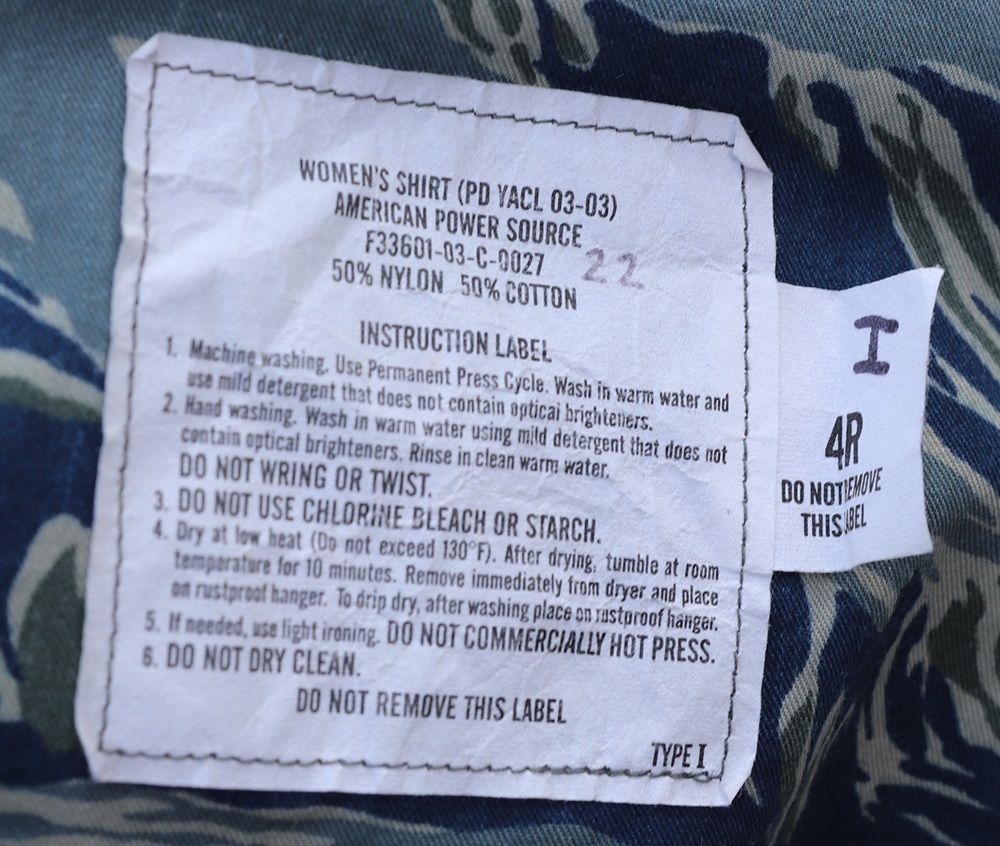 WOMEN'S SHIRT (PD YACL 03-03)
AMERICAN POWER SOURCE
F33601-03-C-0027 22
50% NYLON 50% COTTON
INSTRUCTION LABEL
1. Machine washing. Use Permanent Press Cycle. Wash in warm water and
use mild detergent that does not contain optical brighteners.
2. Hand washing. Wash in warm water using mild detergent that does not
contain optical brighteners. Rinse in clean warm water.
DO NOT WRING OR TWIST.
3. DO NOT USE CHLORINE BLEACH OR STARCH.
4. Dry at low heat (Do not exceed 130°F). After drying, tumble at room
temperature for 10 minutes. Remove immediately from dryer and place
on rustproof hanger. To drip dry, after washing place on rustproof hanger.
5. If needed, use light ironing. DO NOT COMMERCIALLY HOT PRESS.
6. DO NOT DRY CLEAN.
DO NOT REMOVE THIS LABEL
TYPE I
I
4R
DO NOT REMOVE
THIS LABEL